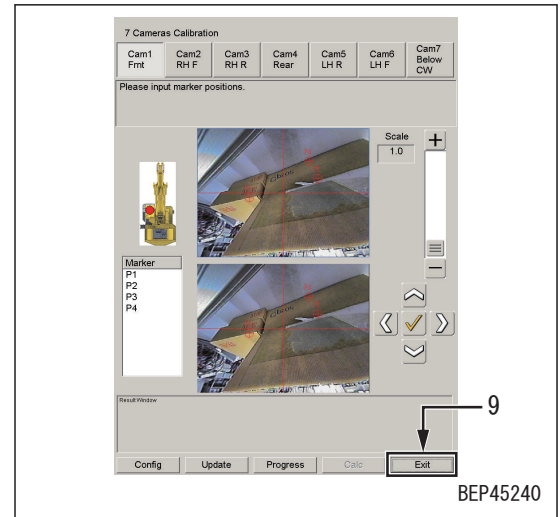 7 Cameras Calibration
Cam1
Frnt
Cam2
RH F
Cam3
RH R
Cam4
Rear
Cam5
LH R
Cam6
LH F
Cam7
Below
CW
Please input marker positions.
Scale
1.0
Marker
P1
P2
P3
P4
Result Window
9
Config
Update
Progress
Calc
Exit
BEP45240